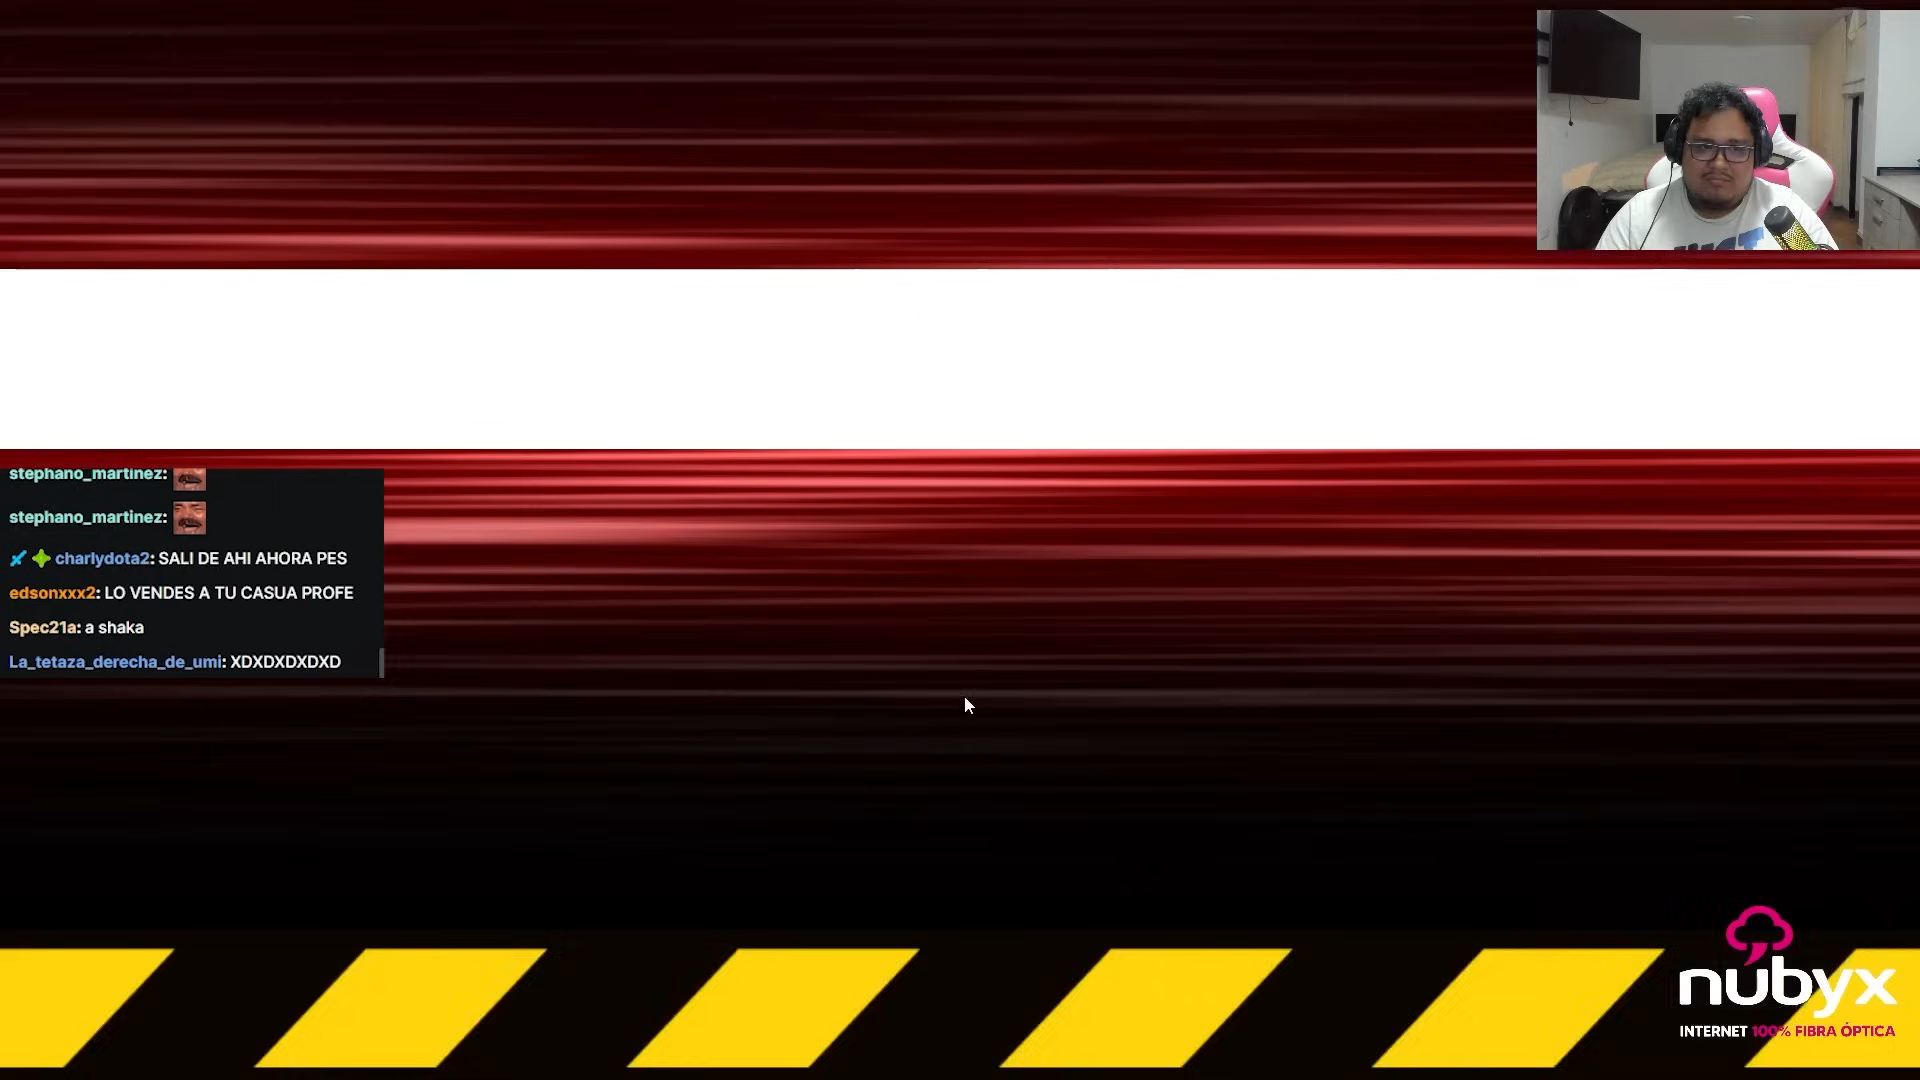 stephano_martinez:
stephano_martinez:
charlydota2: SALI DE AHI AHORA PES
edsonxxx2: LO VENDES A TU CASUA PROFE
Spec21a: a shaka
La_tetaza_derecha_de_umi: XDXDXDXDXD
nubyx
INTERNET 100% FIBRA ÓPTICA